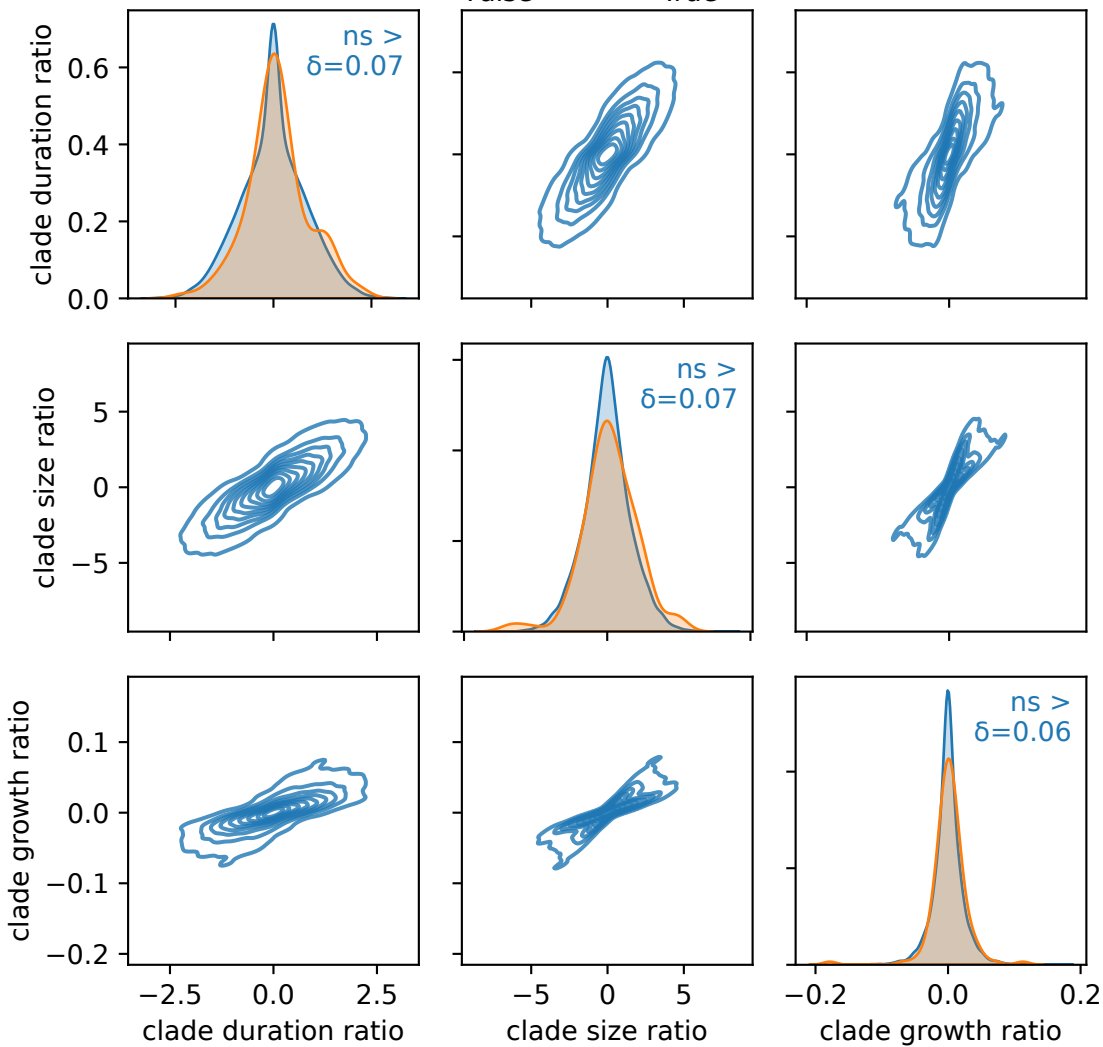 clade duration ratio
0.6
0.4
0.2
0.0
ns >
δ=0.07
clade size ratio
5
0
−5
ns >
δ=0.07
clade growth ratio
0.1
0.0
−0.1
−0.2
ns >
δ=0.06
−2.5 0.0 2.5
−5 0 5
−0.2 0.0 0.2
clade duration ratio
clade size ratio
clade growth ratio